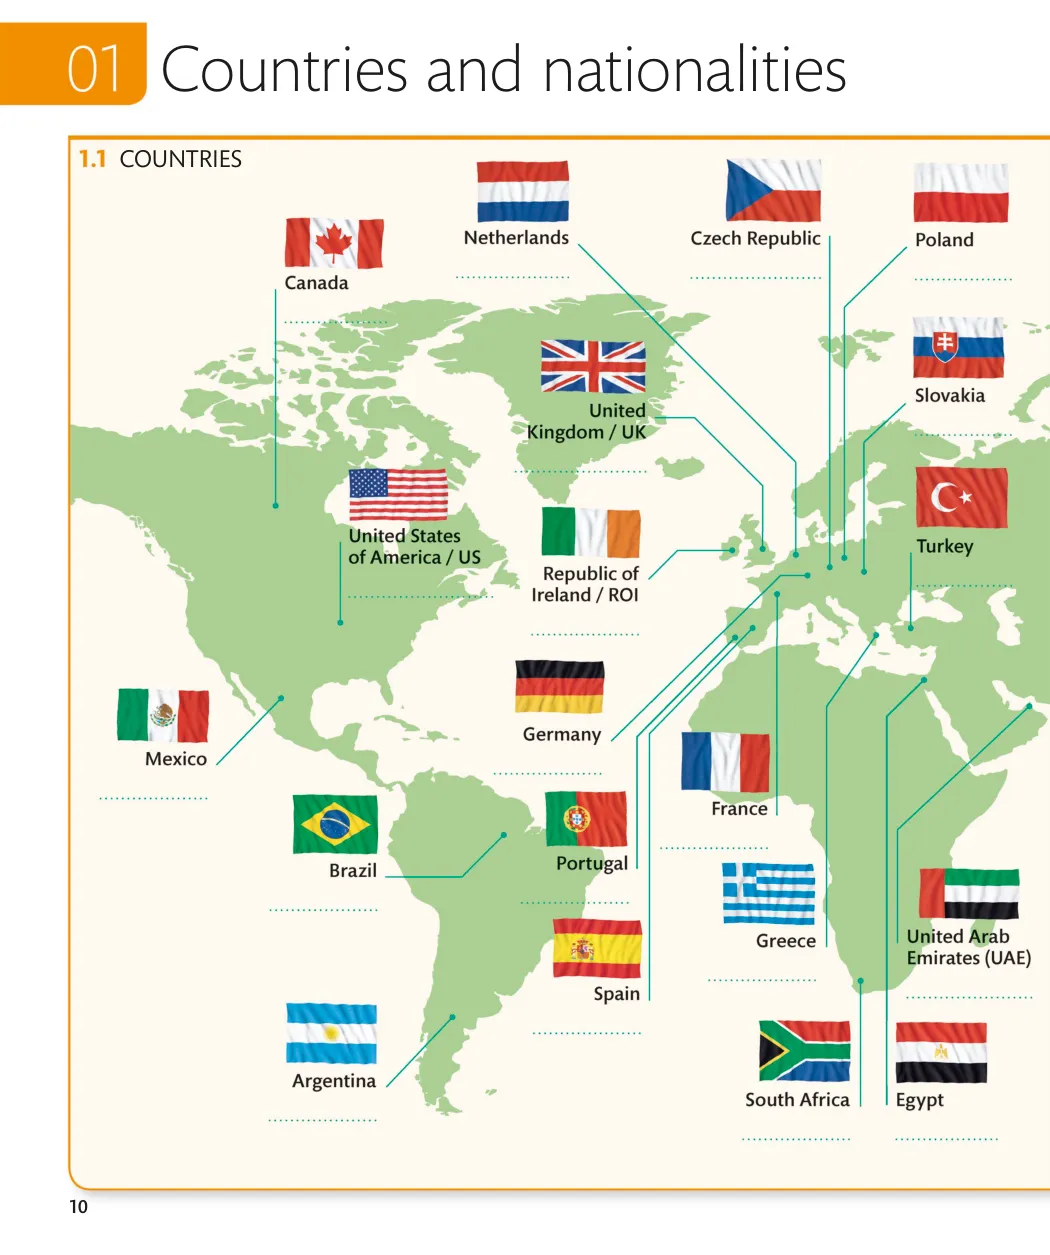 01 Countries and nationalities
1.1 COUNTRIES
Netherlands
Czech Republic
Poland
Canada
Slovakia
United
Kingdom / UK
United States
of America / US
Turkey
Republic of
Ireland / ROI
Germany
Mexico
France
Brazil
Portugal
Greece
United Arab
Emirates (UAE)
Spain
Argentina
South Africa
Egypt
10